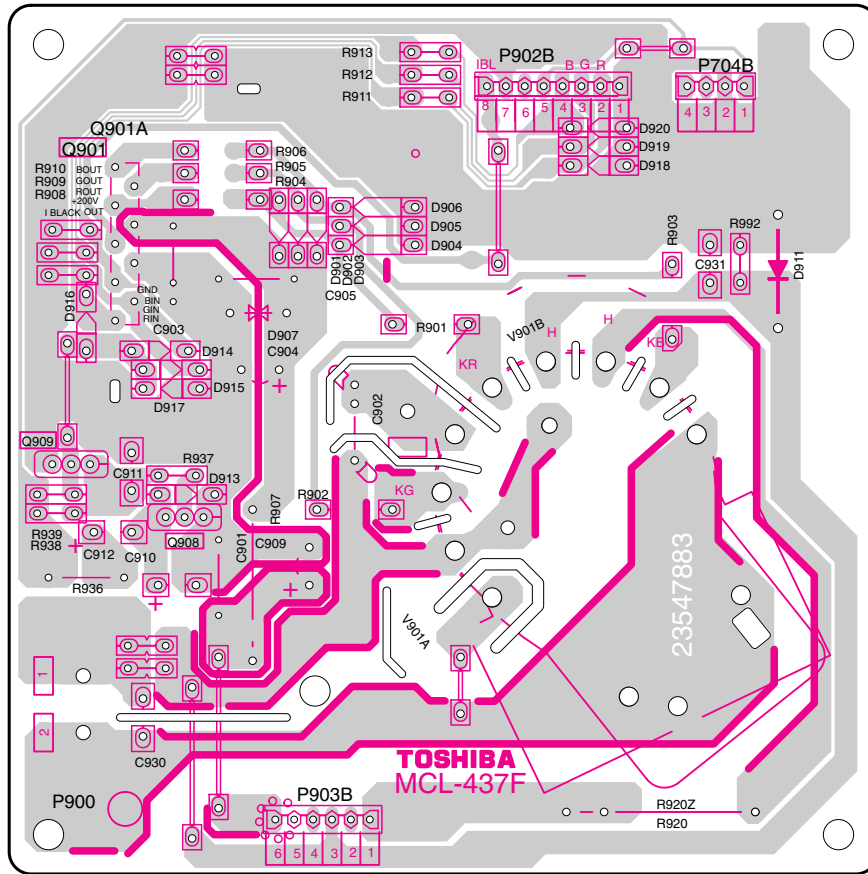 R913
R912
R911
P902B
IBL B G R
8 7 6 5 4 3 2 1
P704B
4 3 2 1
D920
D919
D918
Q901A
Q901
R910
R909
R908
BOUT
GOUT
ROUT
+200V
I BLACK OUT
R906
R905
R904
D906
D905
D904
D901
D902
D903
C905
R903
C931
R992
D911
D916
GND
BIN
GIN
RIN
C903
D914
D915
D917
D907
C904
R901
V901B
H
H
KR
KB
C902
Q909
C911
R937
D913
R939
R938
C912
C910
Q908
R907
C901
C909
R902
KG
R936
V901A
23547883
1
2
C930
P900
TOSHIBA
MCL-437F
P903B
6 5 4 3 2 1
R920Z
R920